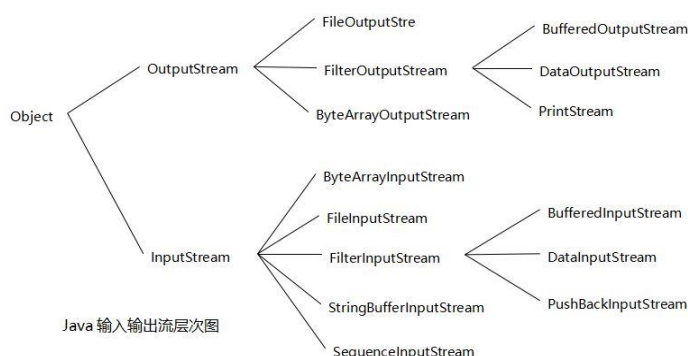 FileOutputStre
BufferedOutputStream
OutputStream
FilterOutputStream
DataOutputStream
Object
ByteArrayOutputStream
PrintStream
ByteArrayInputStream
FileInputStream
BufferedInputStream
InputStream
FilterInputStream
DataInputStream
StringBufferInputStream
PushBackInputStream
Java 输入输出流层次图
SequenceInputStream